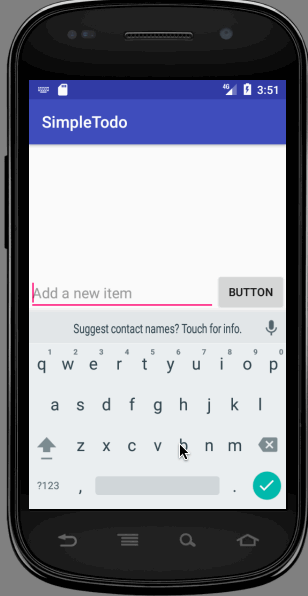 4G 3:51
SimpleTodo
Add a new item
BUTTON
Suggest contact names? Touch for info.
1 2 3 4 5 6 7 8 9 0
q w e r t y u i o p
a s d f g h j k l
z x c v b n m
?123 , .